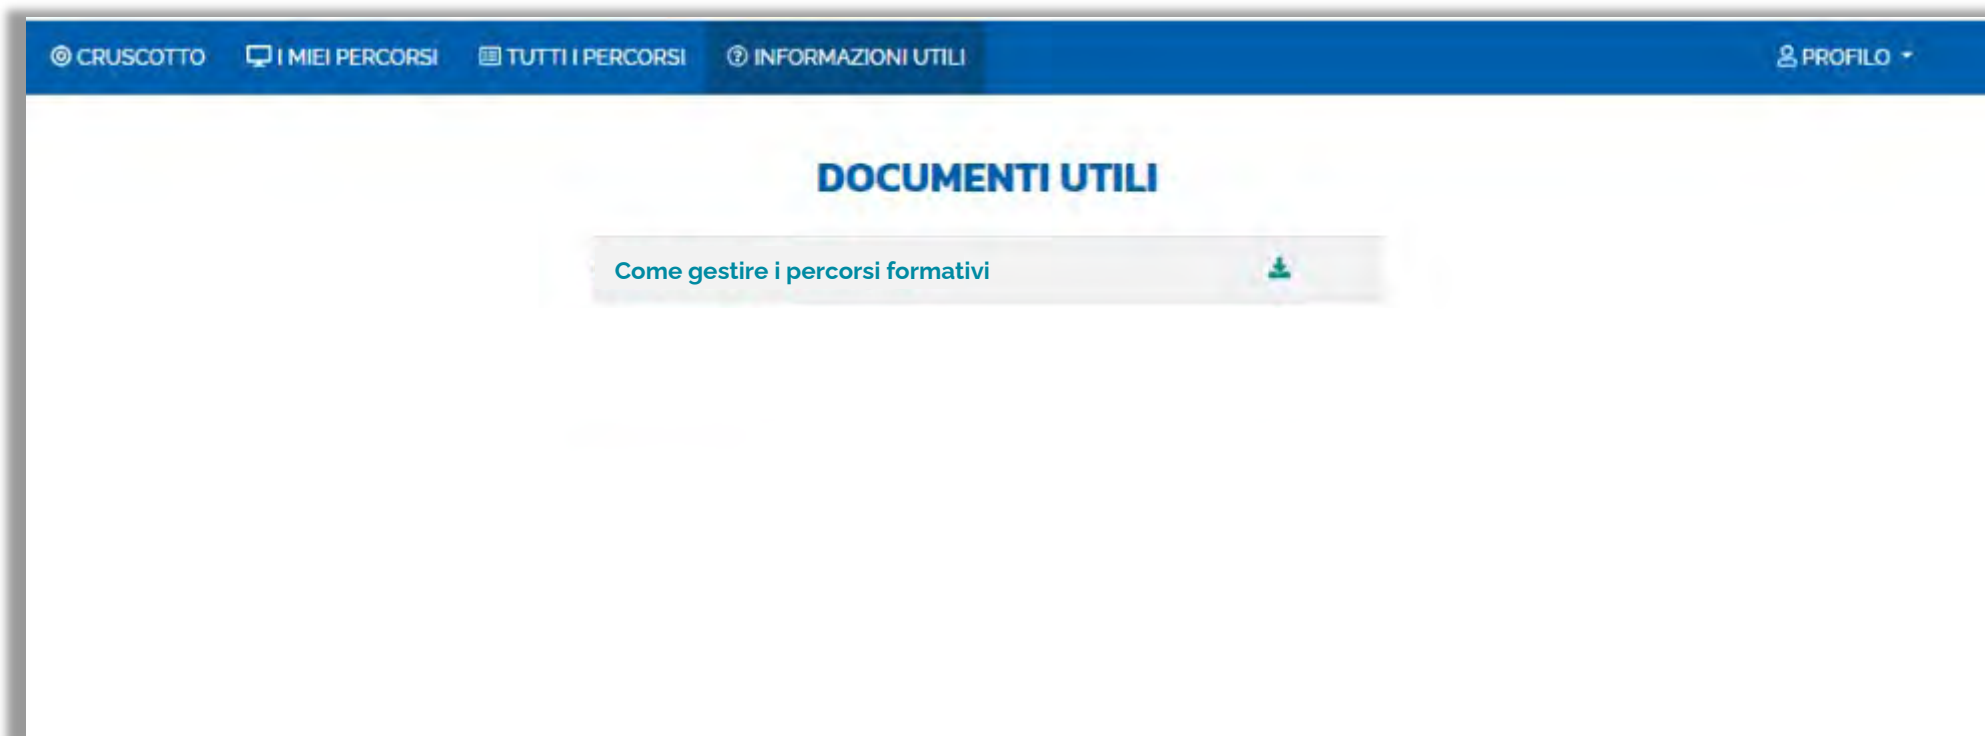 CRUSCOTTO I MIEI PERCORSI TUTTI I PERCORSI INFORMAZIONI UTILI PROFILO
DOCUMENTI UTILI
Come gestire i percorsi formativi